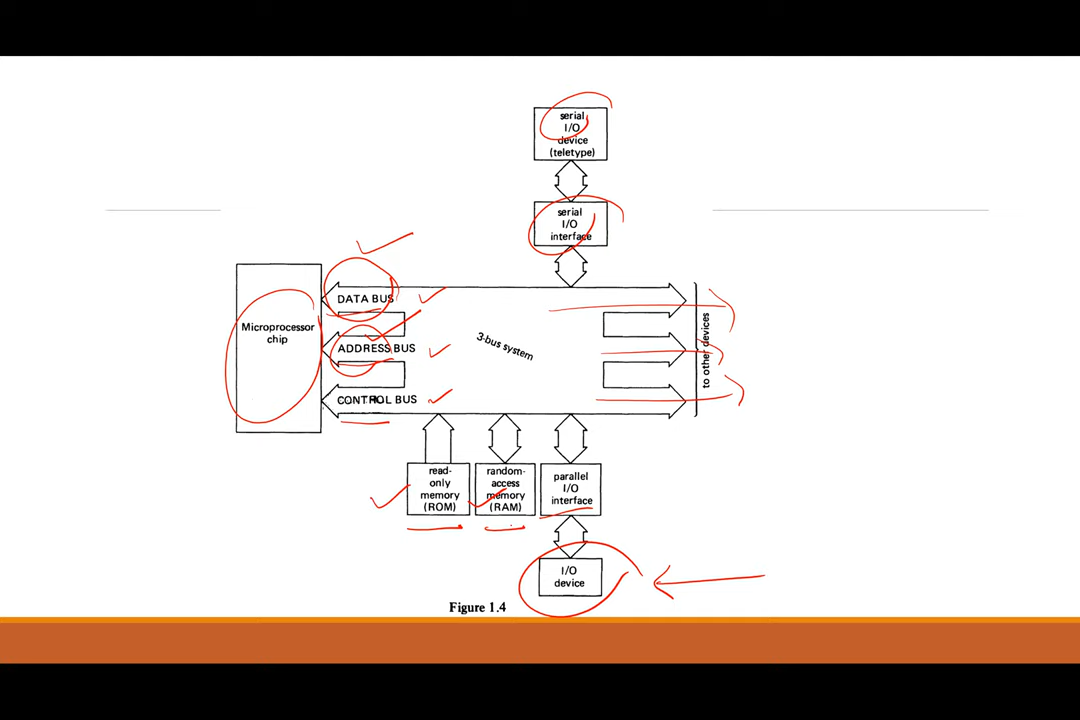 serial
I/O
device
(teletype)
serial
I/O
interface
Microprocessor
chip
DATA BUS
ADDRESS BUS
CONTROL BUS
3-bus system
to other devices
read-
only
memory
(ROM)
random-
access
memory
(RAM)
parallel
I/O
interface
I/O
device
Figure 1.4